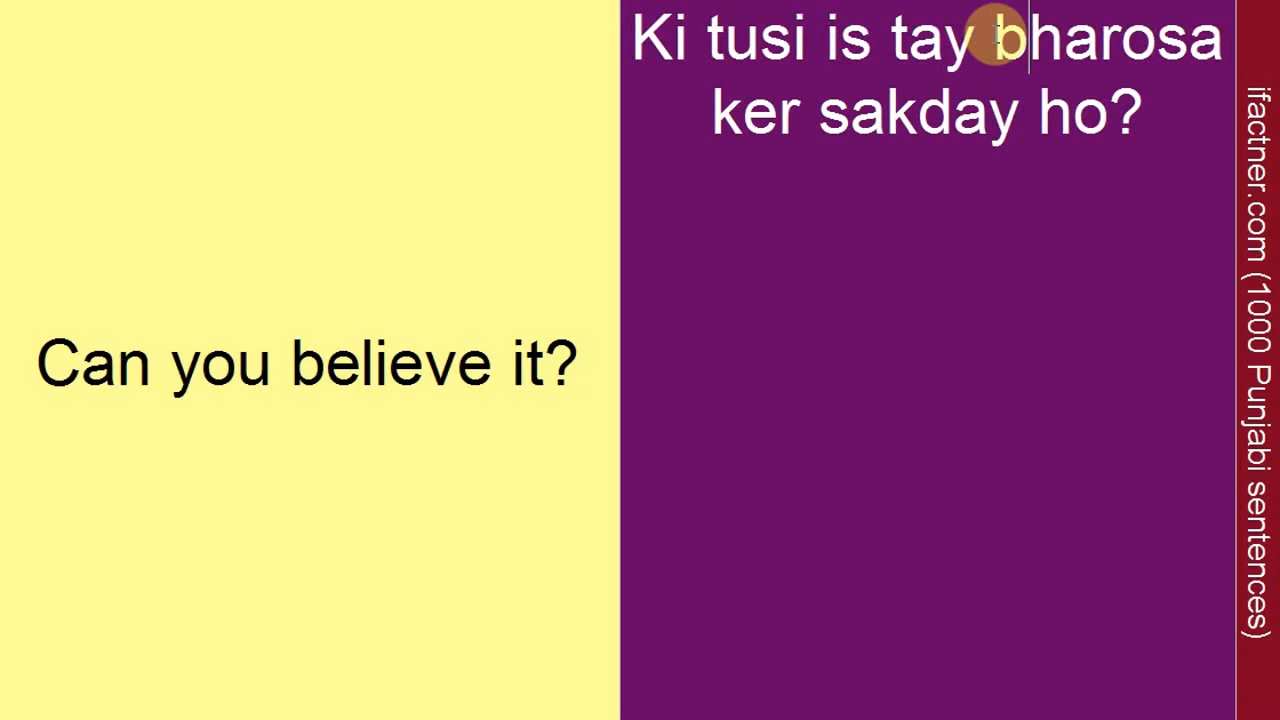 Can you believe it?
Ki tusi is tay bharosa
ker sakday ho?
ifactner.com (1000 Punjabi sentences)